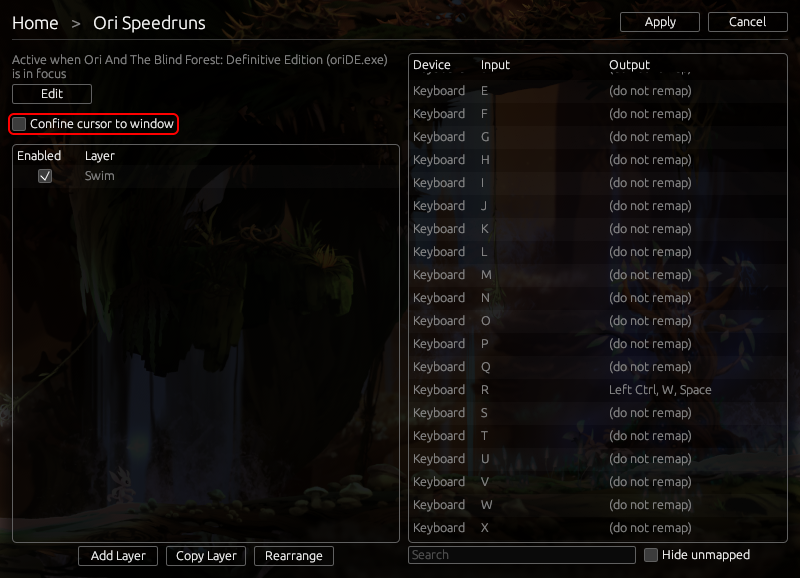 Home > Ori Speedruns
Apply
Cancel
Active when Ori And The Blind Forest: Definitive Edition (oriDE.exe)
is in focus
Edit
Confine cursor to window
Enabled Layer
Swim
Add Layer
Copy Layer
Rearrange
Device Input Output
Keyboard E (do not remap)
Keyboard F (do not remap)
Keyboard G (do not remap)
Keyboard H (do not remap)
Keyboard I (do not remap)
Keyboard J (do not remap)
Keyboard K (do not remap)
Keyboard L (do not remap)
Keyboard M (do not remap)
Keyboard N (do not remap)
Keyboard O (do not remap)
Keyboard P (do not remap)
Keyboard Q (do not remap)
Keyboard R Left Ctrl, W, Space
Keyboard S (do not remap)
Keyboard T (do not remap)
Keyboard U (do not remap)
Keyboard V (do not remap)
Keyboard W (do not remap)
Keyboard X (do not remap)
Search
Hide unmapped